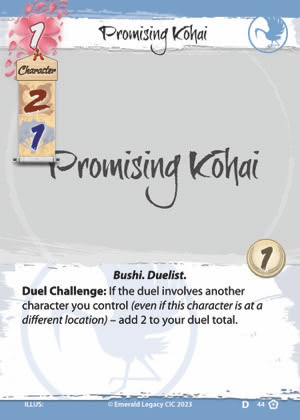 Promising Kohai
1
Character
2
1
Promising Kohai
1
Bushi. Duelist.
Duel Challenge: If the duel involves another
character you control (even if this character is at a
different location) – add 2 to your duel total.
ILLUS:
© Emerald Legacy CIC 2023
D 44